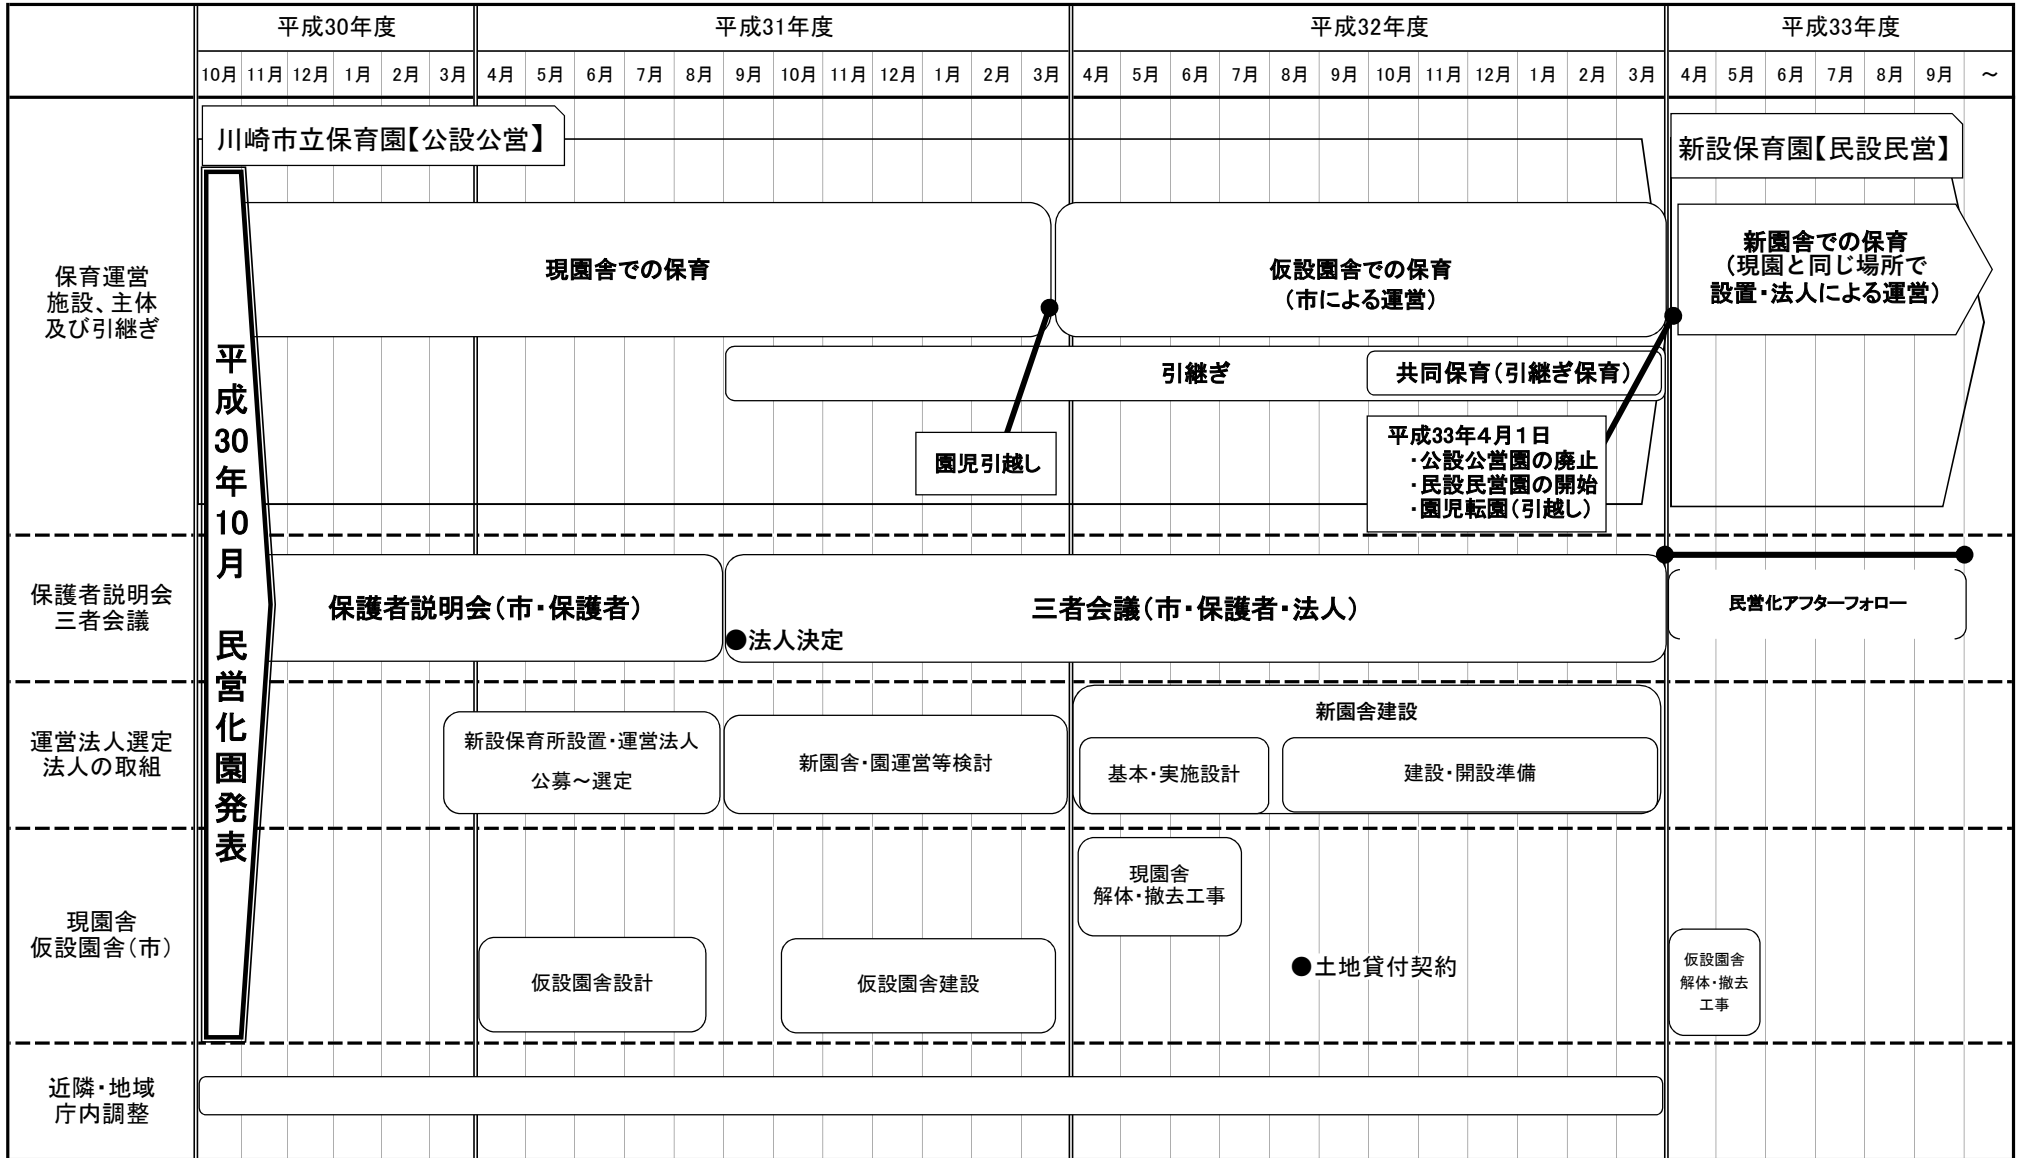 平成30年度 平成31年度 平成32年度 平成33年度
10月 11月 12月 1月 2月 3月 4月 5月 6月 7月 8月 9月 10月 11月 12月 1月 2月 3月 4月 5月 6月 7月 8月 9月 10月 11月 12月 1月 2月 3月 4月 5月 6月 7月 8月 9月 ～
川崎市立保育園【公設公営】
新設保育園【民設民営】
平成30年10月 民営化園発表
保育運営
施設、主体
及び引継ぎ
現園舎での保育
仮設園舎での保育
（市による運営）
新園舎での保育
（現園と同じ場所で
設置・法人による運営）
引継ぎ
共同保育（引継ぎ保育）
園児引越し
平成33年4月1日
・公設公営園の廃止
・民設民営園の開始
・園児転園（引越し）
保護者説明会
三者会議
保護者説明会（市・保護者）
三者会議（市・保護者・法人）
●法人決定
民営化アフターフォロー
運営法人選定
法人の取組
新設保育所設置・運営法人
公募～選定
新園舎・園運営等検討
新園舎建設
基本・実施設計
建設・開設準備
現園舎
仮設園舎（市）
現園舎
解体・撤去工事
仮設園舎設計
仮設園舎建設
●土地貸付契約
仮設園舎
解体・撤去
工事
近隣・地域
庁内調整